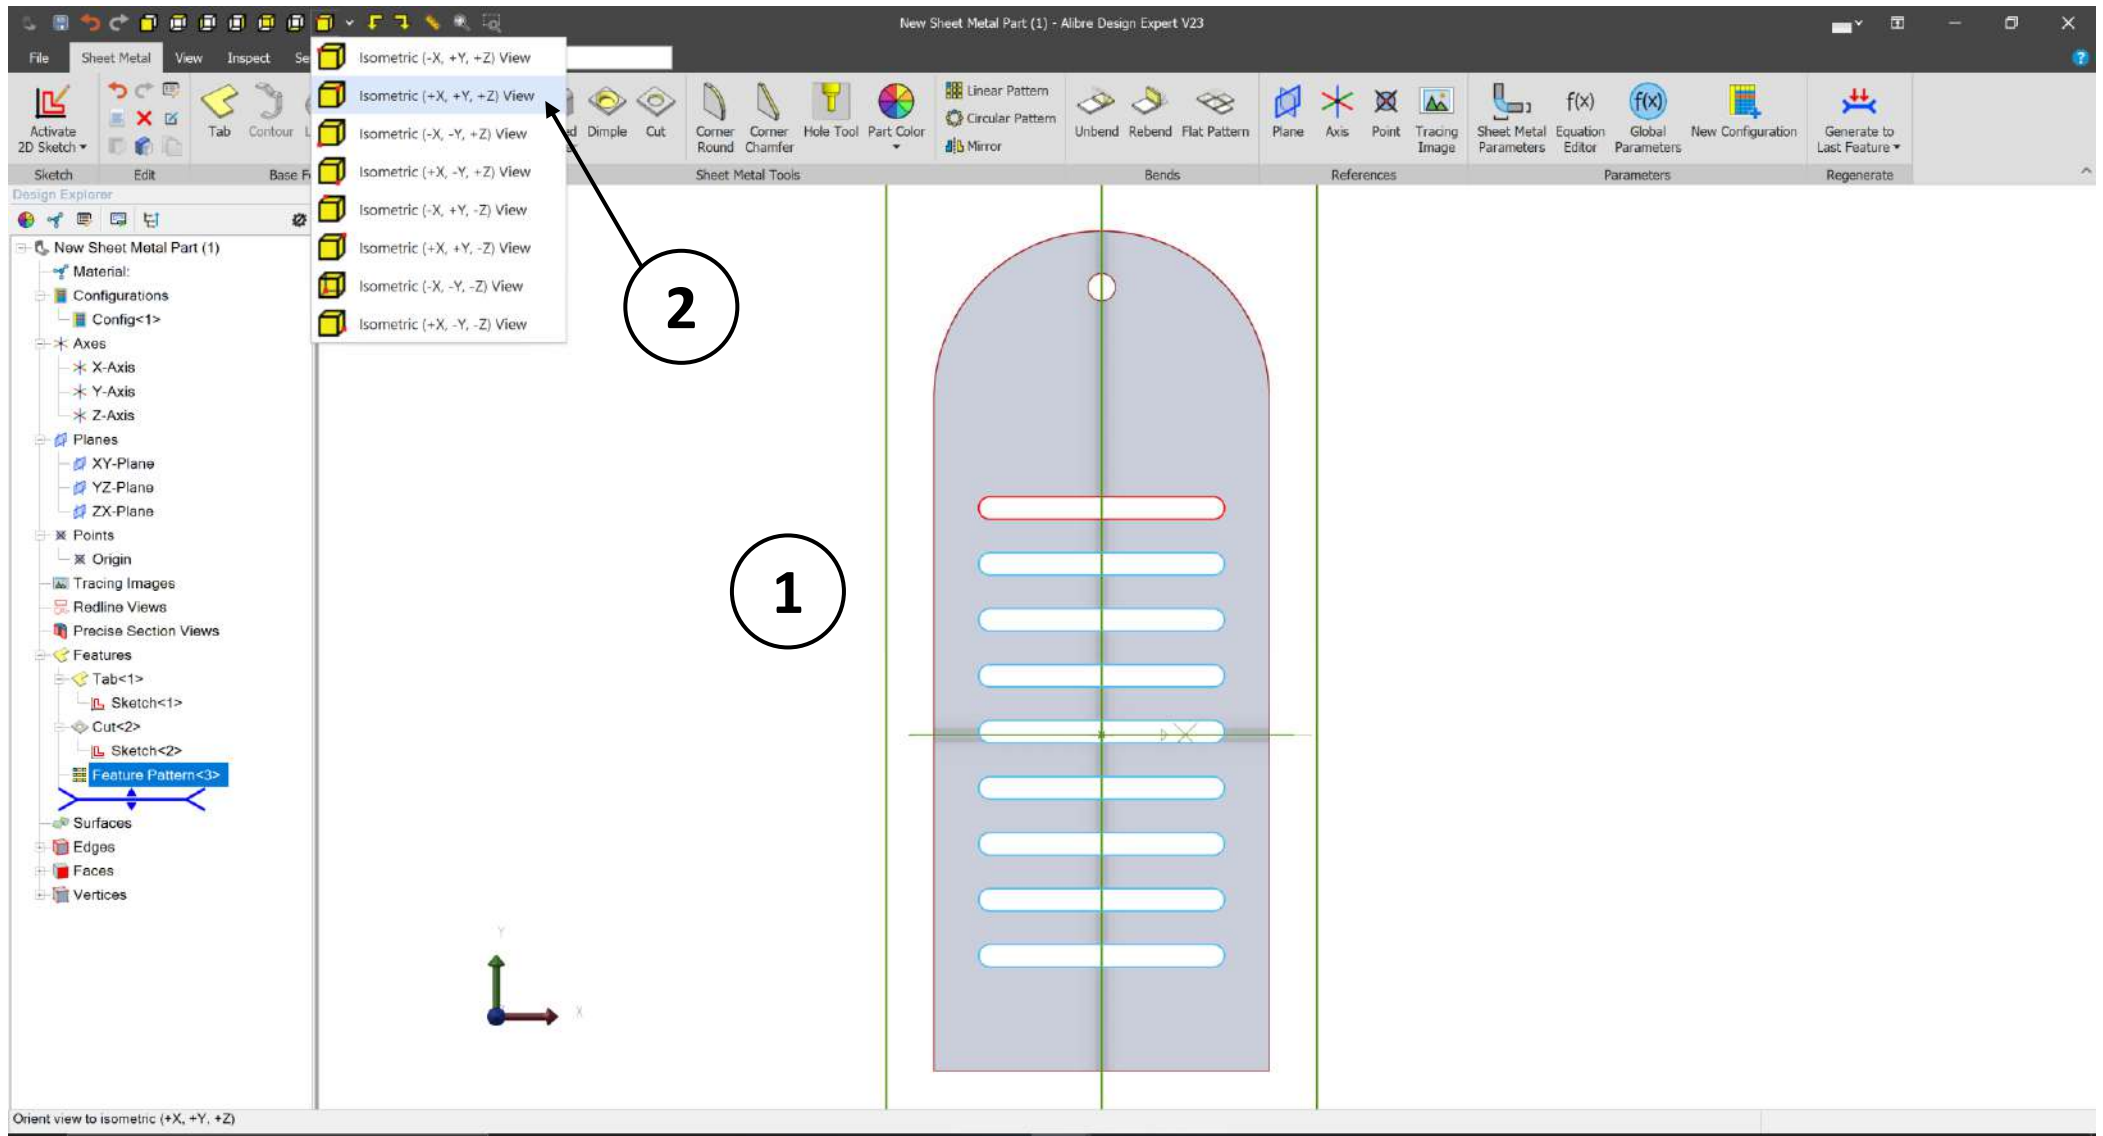 New Sheet Metal Part (1) - Alibre Design Expert V23
File Sheet Metal View Inspect Se
Isometric (-X, +Y, +Z) View
Isometric (+X, +Y, +Z) View
Isometric (-X, -Y, +Z) View
Isometric (+X, -Y, +Z) View
Isometric (-X, +Y, -Z) View
Isometric (+X, +Y, -Z) View
Isometric (-X, -Y, -Z) View
Isometric (+X, -Y, -Z) View
Activate
2D Sketch
Tab
Contour
Dimple
Cut
Corner
Round
Corner
Chamfer
Hole Tool
Part Color
Linear Pattern
Circular Pattern
Mirror
Unbend
Rebend
Flat Pattern
Plane
Axis
Point
Tracing
Image
Sheet Metal
Parameters
f(x)
Equation
Editor
f(x)
Global
Parameters
New Configuration
Generate to
Last Feature
Sketch Edit Base F Sheet Metal Tools Bends References Parameters Regenerate
Design Explorer
New Sheet Metal Part (1)
Material:
Configurations
Config<1>
Axes
X-Axis
Y-Axis
Z-Axis
Planes
XY-Plane
YZ-Plane
ZX-Plane
Points
Origin
Tracing Images
Redline Views
Precise Section Views
Features
Tab<1>
Sketch<1>
Cut<2>
Sketch<2>
Feature Pattern<3>
Surfaces
Edges
Faces
Vertices
2
1
Y
X
Orient view to isometric (+X, +Y, +Z)